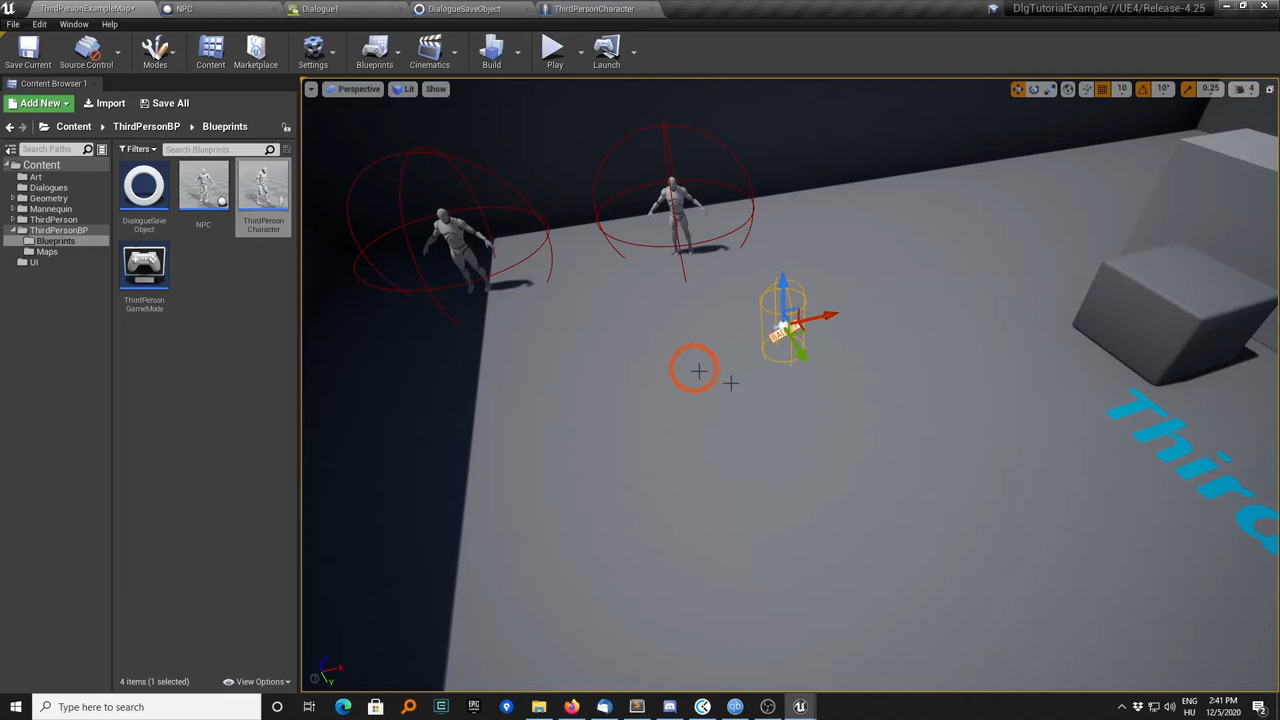 ThirdPersonExampleMap*
NPC
Dialogue1
DialogueSaveObject
ThirdPersonCharacter
DlgTutorialExample //UE4/Release-4.25
File Edit Window Help
Save Current
Source Control
Modes
Content
Marketplace
Settings
Blueprints
Cinematics
Build
Play
Launch
Content Browser 1
Add New
Import
Save All
Content
ThirdPersonBP
Blueprints
Search Paths
Filters
Search Blueprints
Content
Art
Dialogues
Geometry
Mannequin
ThirdPerson
ThirdPersonBP
Blueprints
Maps
UI
DialogueSave
Object
NPC
ThirdPerson
Character
ThirdPerson
GameMode
4 items (1 selected)
View Options
Perspective
Lit
Show
10
10°
0.25
4
Third
X
Y
Type here to search
ENG
HU
2:41 PM
12/5/2020